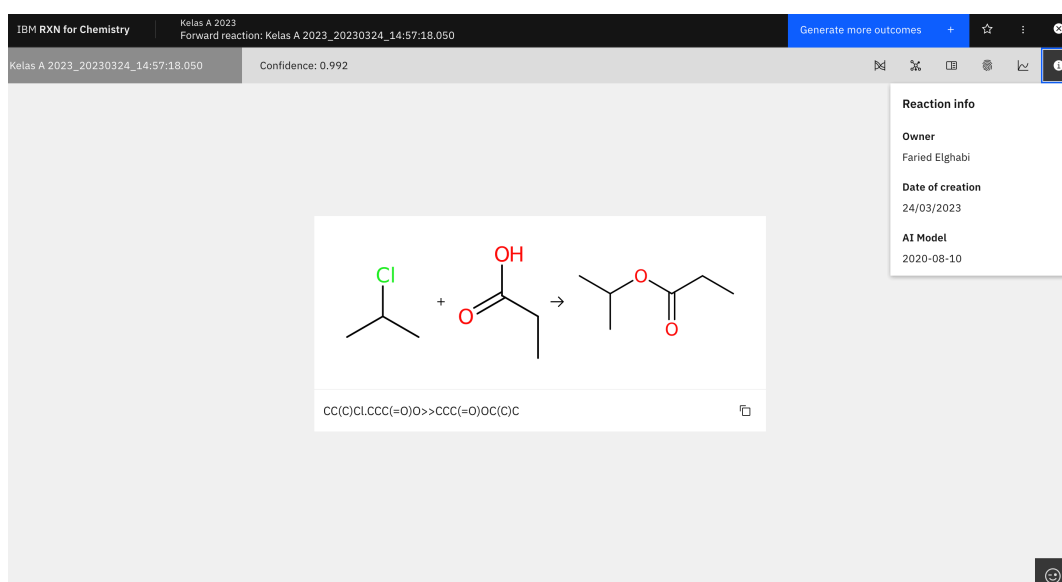 IBM RXN for Chemistry
Kelas A 2023
Forward reaction: Kelas A 2023_20230324_14:57:18.050
Generate more outcomes +
Kelas A 2023_20230324_14:57:18.050
Confidence: 0.992
Reaction info
Owner
Faried Elghabi
Date of creation
24/03/2023
AI Model
2020-08-10
Cl
+
OH
O
→
O
O
CC(C)Cl.CCC(=O)O>>CCC(=O)OC(C)C